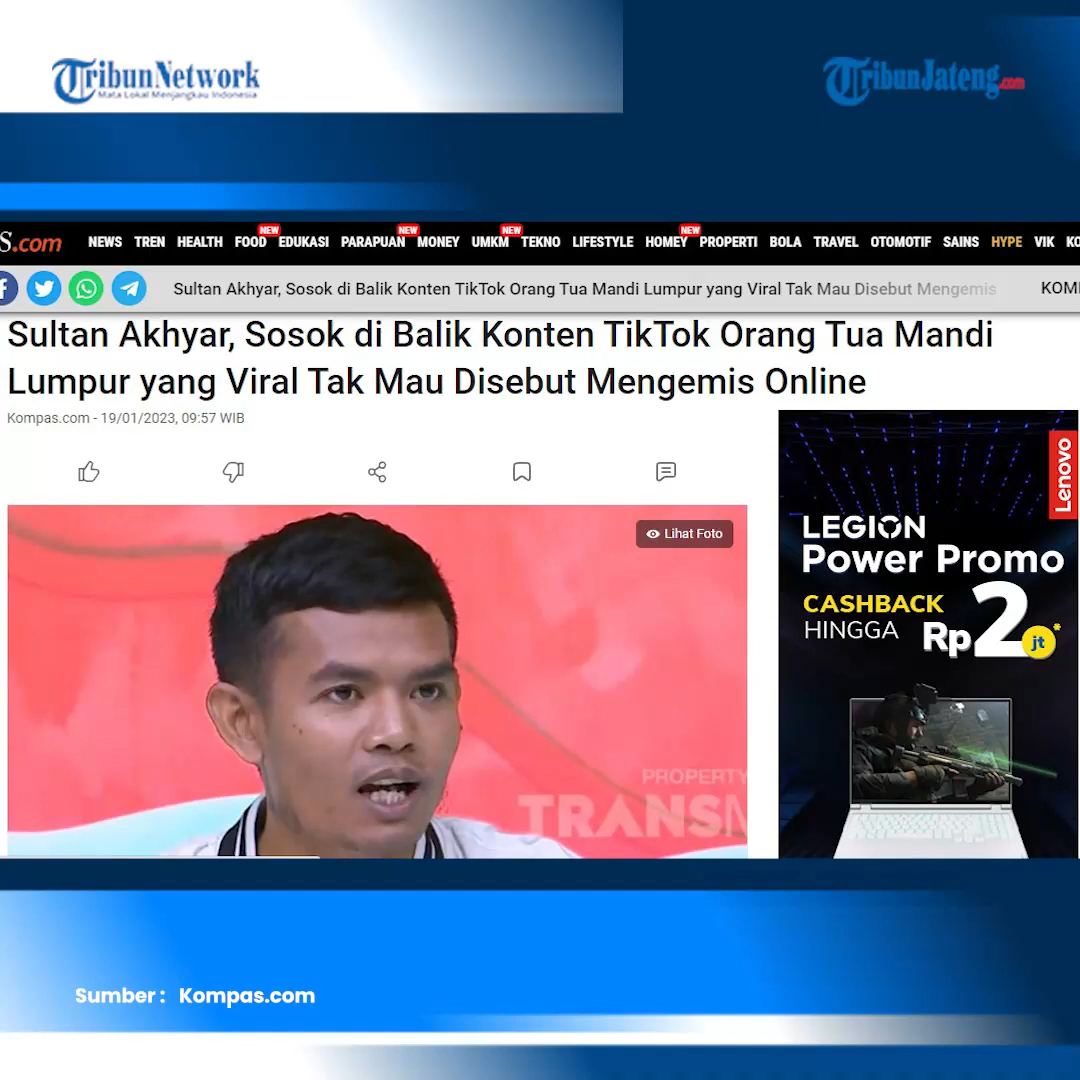 TribunNetwork
Mata Lokal Menjangkau Indonesia
TribunJateng.com
S.com
NEWS TREN HEALTH FOOD NEW EDUKASI PARAPUAN NEW MONEY UMKM NEW TEKNO LIFESTYLE HOMEY NEW PROPERTI BOLA TRAVEL OTOMOTIF SAINS HYPE VIK KO
Sultan Akhyar, Sosok di Balik Konten TikTok Orang Tua Mandi Lumpur yang Viral Tak Mau Disebut Mengemis
KOM
Sultan Akhyar, Sosok di Balik Konten TikTok Orang Tua Mandi
Lumpur yang Viral Tak Mau Disebut Mengemis Online
Kompas.com - 19/01/2023, 09:57 WIB
Lihat Foto
PROPERTY
TRANSM
Lenovo
LEGION
Power Promo
CASHBACK
HINGGA
Rp2jt*
Sumber : Kompas.com